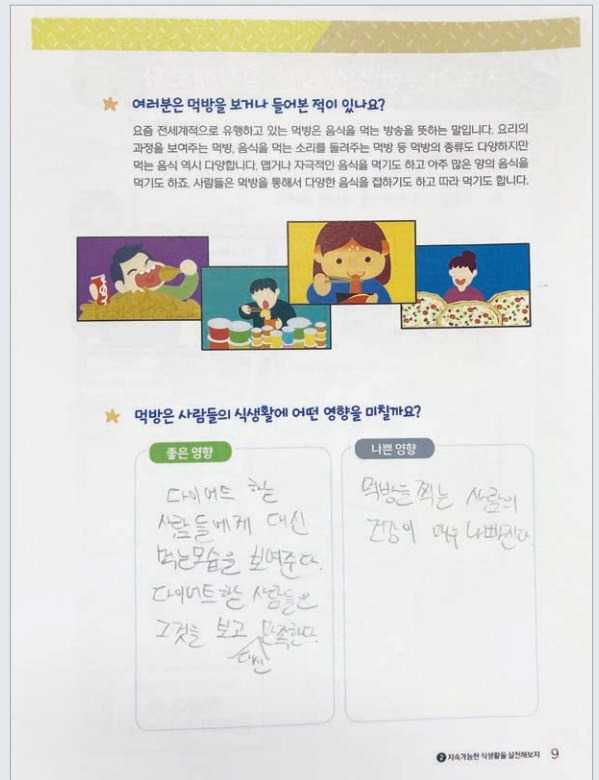 여러분은 먹방을 보거나 들어본 적이 있나요?
요즘 전세계적으로 유행하고 있는 먹방은 음식을 먹는 방송을 뜻하는 말입니다. 요리의
과정을 보여주는 먹방, 음식을 먹는 소리를 들려주는 먹방 등 먹방의 종류도 다양하지만
먹는 음식 역시 다양합니다. 맵거나 자극적인 음식을 먹기도 하고 아주 많은 양의 음식을
먹기도 하죠. 사람들은 먹방을 통해서 다양한 음식을 접하기도 하고 따라 먹기도 합니다.
먹방은 사람들의 식생활에 어떤 영향을 미칠까요?
좋은 영향
다이어트 하는
사람들에게 대신
먹는모습을 보여준다.
다이어트하는 사람들은
그것을 보고 만족한다.
대신
나쁜 영향
먹방을 찍는 사람의
건강이 매우 나빠진다.
2 지속가능한 식생활을 실천해보자 9